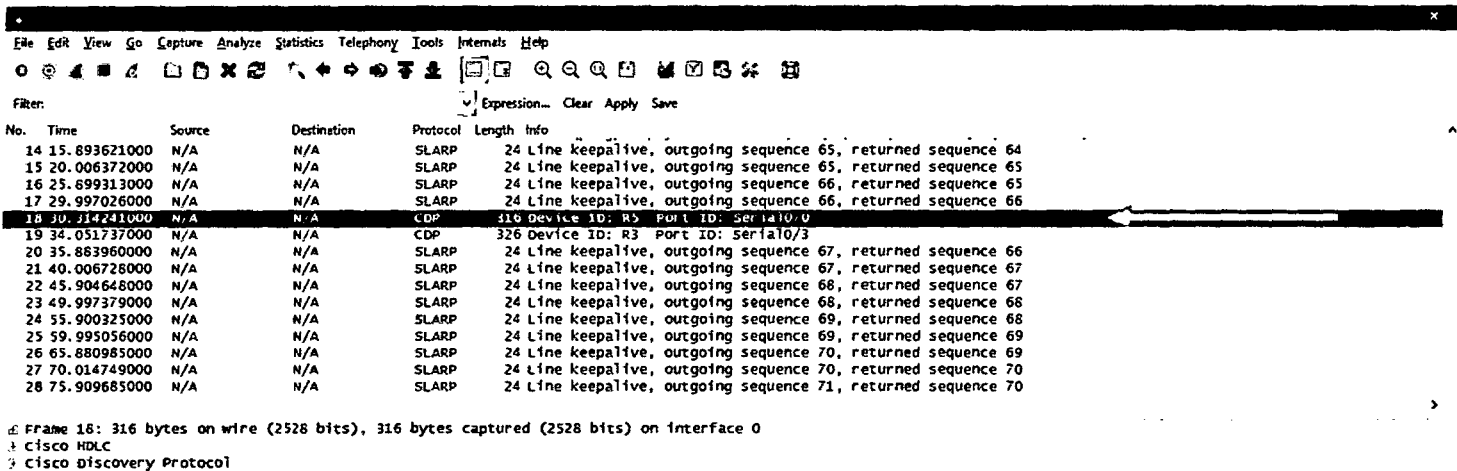 File Edit View Go Capture Analyze Statistics Telephony Tools Internals Help
Filter: Expression... Clear Apply Save
No. Time Source Destination Protocol Length Info
14 15.893621000 N/A N/A SLARP 24 Line keepalive, outgoing sequence 65, returned sequence 64
15 20.006372000 N/A N/A SLARP 24 Line keepalive, outgoing sequence 65, returned sequence 65
16 25.899313000 N/A N/A SLARP 24 Line keepalive, outgoing sequence 66, returned sequence 65
17 29.997026000 N/A N/A SLARP 24 Line keepalive, outgoing sequence 66, returned sequence 66
18 30.314241000 N/A N/A CDP 316 Device ID: R5 Port ID: Serial0/0
19 34.051737000 N/A N/A CDP 326 Device ID: R3 Port ID: Serial0/3
20 35.883960000 N/A N/A SLARP 24 Line keepalive, outgoing sequence 67, returned sequence 66
21 40.006728000 N/A N/A SLARP 24 Line keepalive, outgoing sequence 67, returned sequence 67
22 45.904648000 N/A N/A SLARP 24 Line keepalive, outgoing sequence 68, returned sequence 67
23 49.997379000 N/A N/A SLARP 24 Line keepalive, outgoing sequence 68, returned sequence 68
24 55.900325000 N/A N/A SLARP 24 Line keepalive, outgoing sequence 69, returned sequence 68
25 59.995056000 N/A N/A SLARP 24 Line keepalive, outgoing sequence 69, returned sequence 69
26 65.880985000 N/A N/A SLARP 24 Line keepalive, outgoing sequence 70, returned sequence 69
27 70.014749000 N/A N/A SLARP 24 Line keepalive, outgoing sequence 70, returned sequence 70
28 75.909685000 N/A N/A SLARP 24 Line keepalive, outgoing sequence 71, returned sequence 70
Frame 18: 316 bytes on wire (2528 bits), 316 bytes captured (2528 bits) on interface 0
Cisco HDLC
Cisco Discovery Protocol